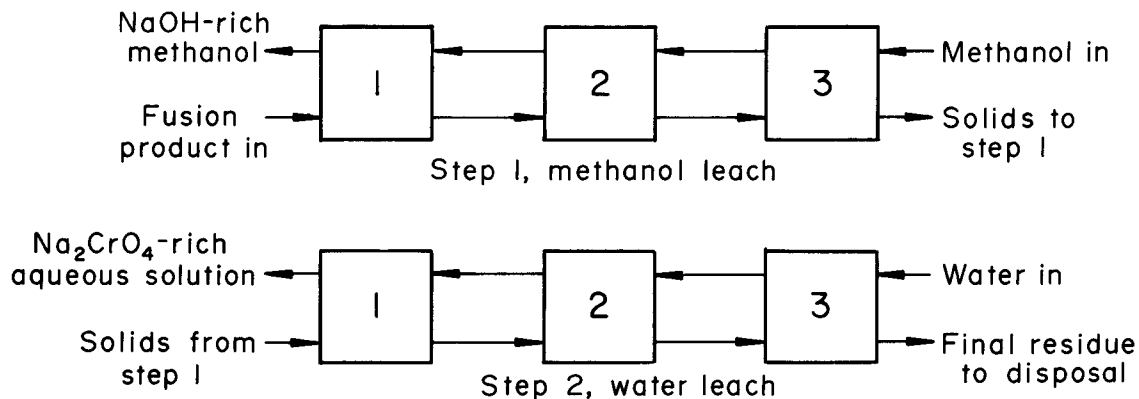 NaOH-rich
methanol
Fusion
product in
1
2
3
Methanol in
Solids to
step 1
Step 1, methanol leach
Na₂CrO₄-rich
aqueous solution
Solids from
step 1
1
2
3
Water in
Final residue
to disposal
Step 2, water leach